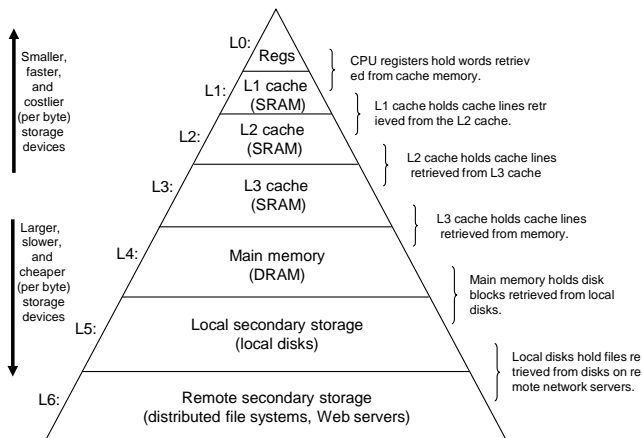 L0:
Regs
CPU registers hold words retriev
ed from cache memory.
Smaller,
faster,
and
costlier
(per byte)
storage
devices
L1:
L1 cache
(SRAM)
L1 cache holds cache lines retr
ieved from the L2 cache.
L2:
L2 cache
(SRAM)
L2 cache holds cache lines
retrieved from L3 cache
L3:
L3 cache
(SRAM)
L3 cache holds cache lines
retrieved from memory.
Larger,
slower,
and
cheaper
(per byte)
storage
devices
L4:
Main memory
(DRAM)
Main memory holds disk
blocks retrieved from local
disks.
L5:
Local secondary storage
(local disks)
Local disks hold files re
trieved from disks on re
mote network servers.
L6:
Remote secondary storage
(distributed file systems, Web servers)